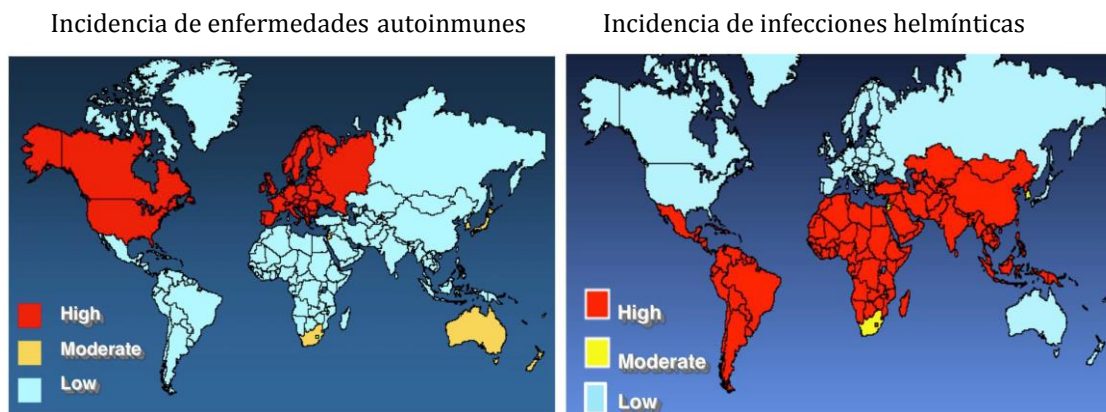 Incidencia de enfermedades autoinmunes
Incidencia de infecciones helmínticas
High
Moderate
Low
High
Moderate
Low